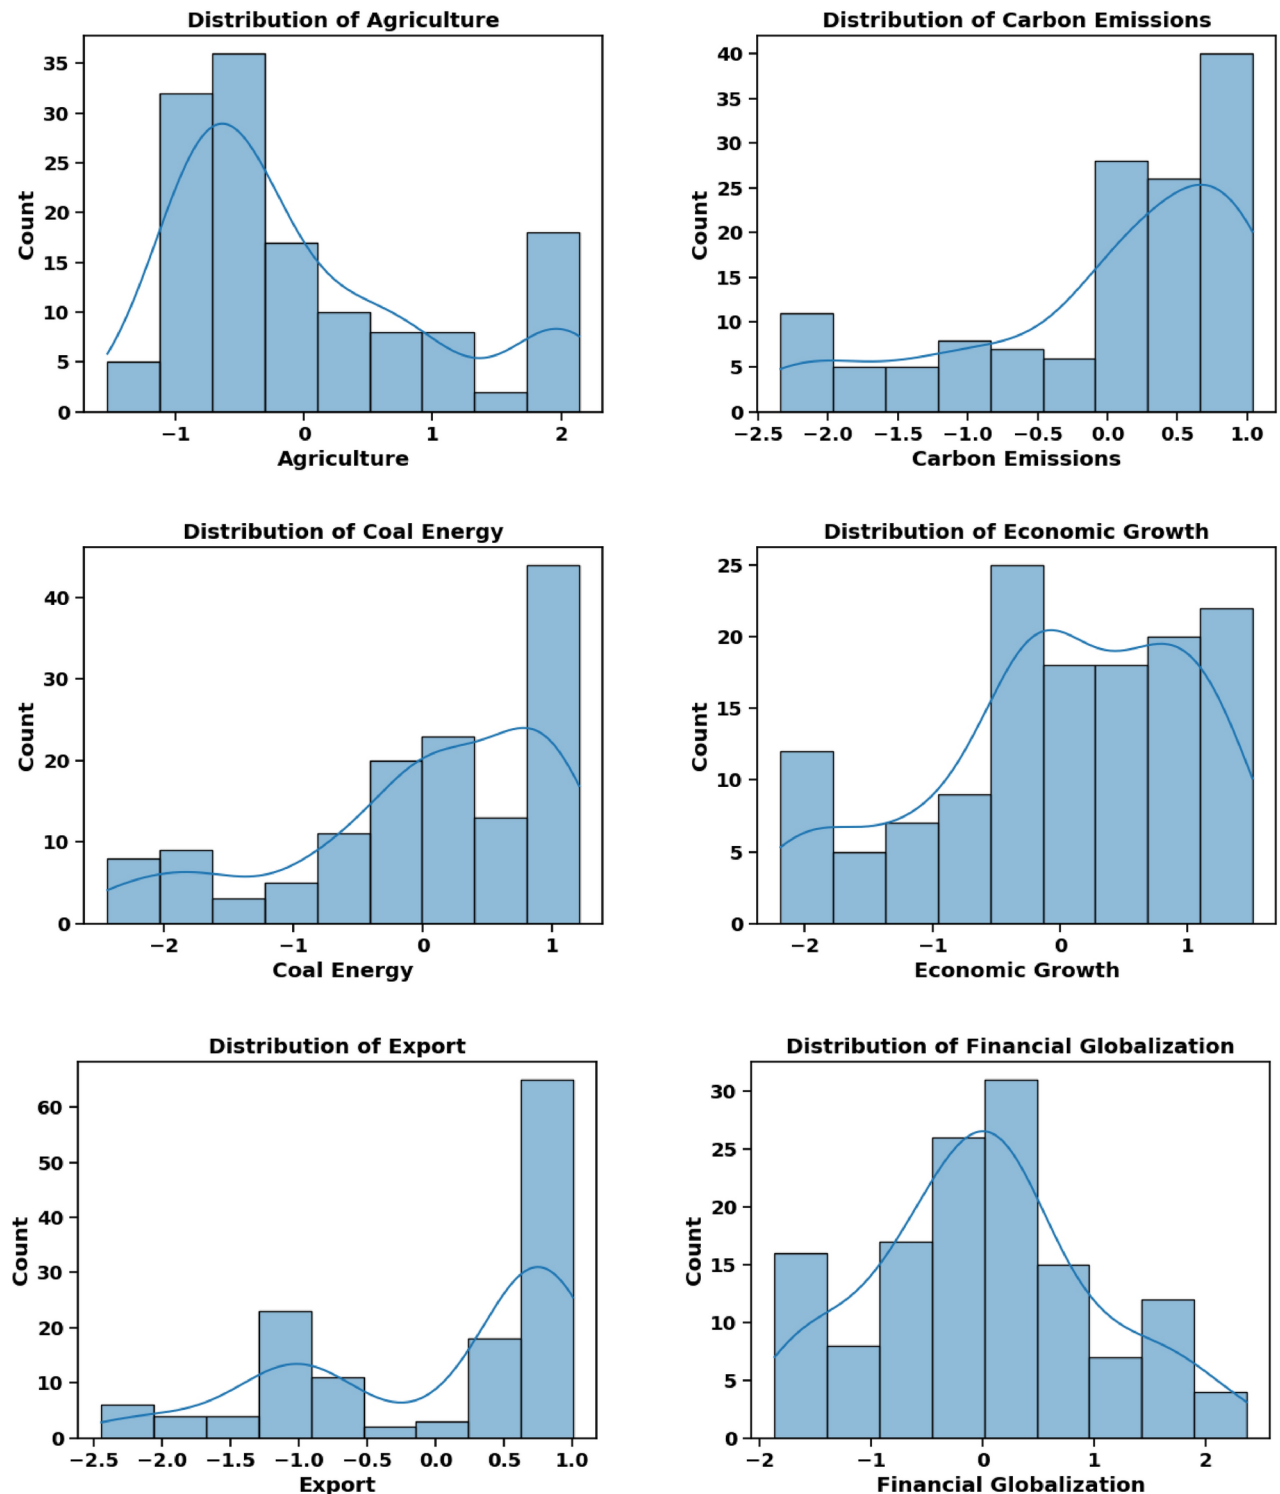 Distribution of Agriculture
35
30
25
20
15
10
5
0
Count
−1 0 1 2
Agriculture
Distribution of Carbon Emissions
40
35
30
25
20
15
10
5
0
Count
−2.5 −2.0 −1.5 −1.0 −0.5 0.0 0.5 1.0
Carbon Emissions
Distribution of Coal Energy
40
30
20
10
0
Count
−2 −1 0 1
Coal Energy
Distribution of Economic Growth
25
20
15
10
5
0
Count
−2 −1 0 1
Economic Growth
Distribution of Export
60
50
40
30
20
10
0
Count
−2.5 −2.0 −1.5 −1.0 −0.5 0.0 0.5 1.0
Export
Distribution of Financial Globalization
30
25
20
15
10
5
0
Count
−2 −1 0 1 2
Financial Globalization